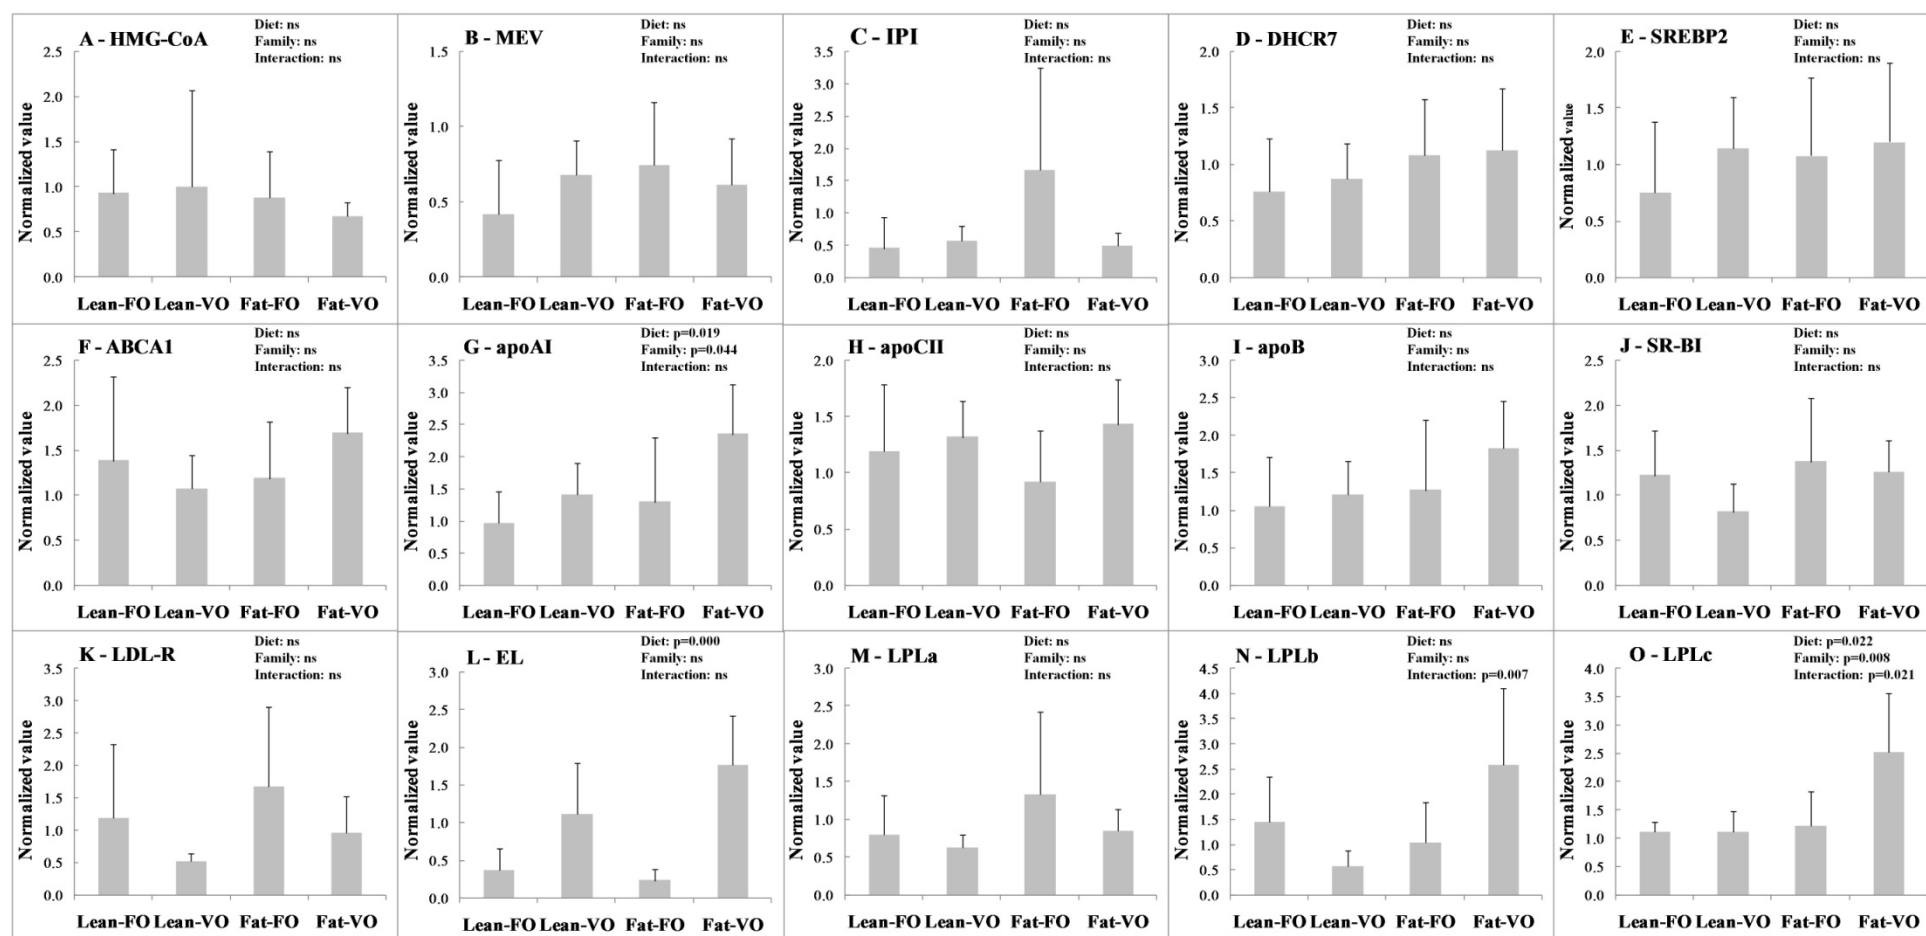 A - HMG-CoA
Diet: ns
Family: ns
Interaction: ns
Normalized value
2.5
2.0
1.5
1.0
0.5
0.0
Lean-FO Lean-VO Fat-FO Fat-VO
B - MEV
Diet: ns
Family: ns
Interaction: ns
Normalized value
1.5
1.0
0.5
0.0
Lean-FO Lean-VO Fat-FO Fat-VO
C - IPI
Diet: ns
Family: ns
Interaction: ns
Normalized value
3.5
3.0
2.5
2.0
1.5
1.0
0.5
0.0
Lean-FO Lean-VO Fat-FO Fat-VO
D - DHCR7
Diet: ns
Family: ns
Interaction: ns
Normalized value
2.0
1.5
1.0
0.5
0.0
Lean-FO Lean-VO Fat-FO Fat-VO
E - SREBP2
Diet: ns
Family: ns
Interaction: ns
Normalized value
2.0
1.5
1.0
0.5
0.0
Lean-FO Lean-VO Fat-FO Fat-VO
F - ABCA1
Diet: ns
Family: ns
Interaction: ns
Normalized value
2.5
2.0
1.5
1.0
0.5
0.0
Lean-FO Lean-VO Fat-FO Fat-VO
G - apoAI
Diet: p=0.019
Family: p=0.044
Interaction: ns
Normalized value
3.5
3.0
2.5
2.0
1.5
1.0
0.5
0.0
Lean-FO Lean-VO Fat-FO Fat-VO
H - apoCII
Diet: ns
Family: ns
Interaction: ns
Normalized value
2.0
1.5
1.0
0.5
0.0
Lean-FO Lean-VO Fat-FO Fat-VO
I - apoB
Diet: ns
Family: ns
Interaction: ns
Normalized value
3.0
2.5
2.0
1.5
1.0
0.5
0.0
Lean-FO Lean-VO Fat-FO Fat-VO
J - SR-BI
Diet: ns
Family: ns
Interaction: ns
Normalized value
2.5
2.0
1.5
1.0
0.5
0.0
Lean-FO Lean-VO Fat-FO Fat-VO
K - LDL-R
Diet: ns
Family: ns
Interaction: ns
Normalized value
3.5
3.0
2.5
2.0
1.5
1.0
0.5
0.0
Lean-FO Lean-VO Fat-FO Fat-VO
L - EL
Diet: p=0.000
Family: ns
Interaction: ns
Normalized value
3.0
2.5
2.0
1.5
1.0
0.5
0.0
Lean-FO Lean-VO Fat-FO Fat-VO
M - LPLa
Diet: ns
Family: ns
Interaction: ns
Normalized value
3.0
2.5
2.0
1.5
1.0
0.5
0.0
Lean-FO Lean-VO Fat-FO Fat-VO
N - LPLb
Diet: ns
Family: ns
Interaction: p=0.007
Normalized value
4.5
4.0
3.5
3.0
2.5
2.0
1.5
1.0
0.5
0.0
Lean-FO Lean-VO Fat-FO Fat-VO
O - LPLc
Diet: p=0.022
Family: p=0.008
Interaction: p=0.021
Normalized value
4.0
3.5
3.0
2.5
2.0
1.5
1.0
0.5
0.0
Lean-FO Lean-VO Fat-FO Fat-VO